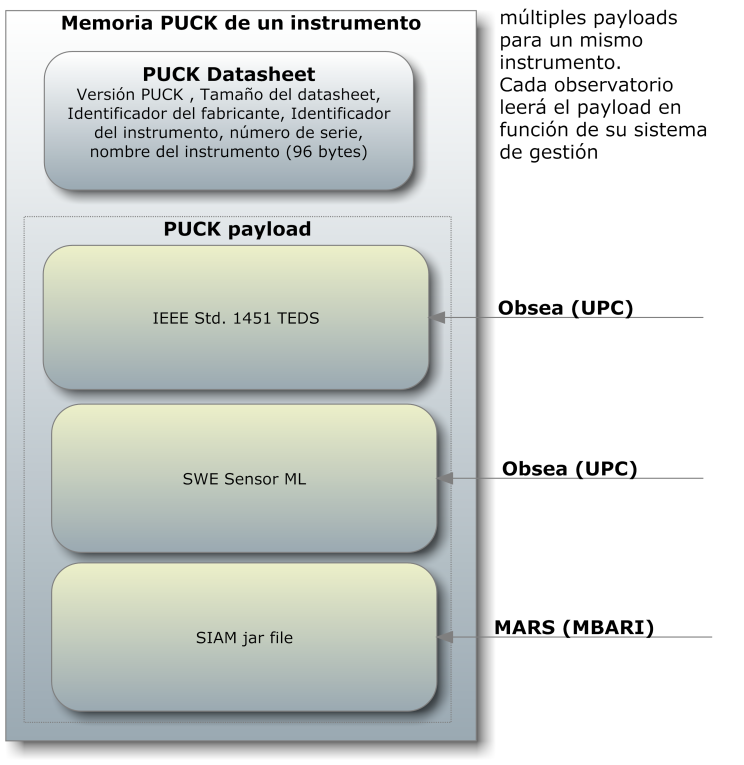 Memoria PUCK de un instrumento
PUCK Datasheet
Versión PUCK , Tamaño del datasheet,
Identificador del fabricante, Identificador
del instrumento, número de serie,
nombre del instrumento (96 bytes)
PUCK payload
IEEE Std. 1451 TEDS
SWE Sensor ML
SIAM jar file
múltiples payloads
para un mismo
instrumento.
Cada observatorio
leerá el payload en
función de su sistema
de gestión
Obsea (UPC)
Obsea (UPC)
MARS (MBARI)